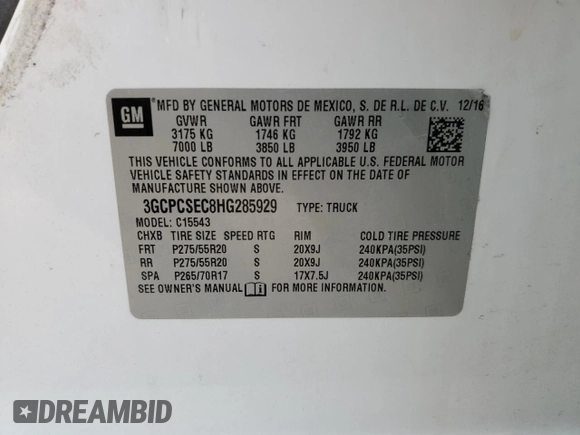 GM
MFD BY GENERAL MOTORS DE MEXICO, S. DE R.L. DE C.V. 12/16
GVWR GAWR FRT GAWR RR
3175 KG 1746 KG 1792 KG
7000 LB 3850 LB 3950 LB
THIS VEHICLE CONFORMS TO ALL APPLICABLE U.S. FEDERAL MOTOR
VEHICLE SAFETY STANDARDS IN EFFECT ON THE DATE OF
MANUFACTURE SHOWN ABOVE.
3GCPCSEC8HG285929 TYPE: TRUCK
MODEL: C15543
CHXB TIRE SIZE SPEED RTG RIM COLD TIRE PRESSURE
FRT P275/55R20 S 20X9J 240KPA(35PSI)
RR P275/55R20 S 20X9J 240KPA(35PSI)
SPA P265/70R17 S 17X7.5J 240KPA(35PSI)
SEE OWNER'S MANUAL FOR MORE INFORMATION.
DREAMBID